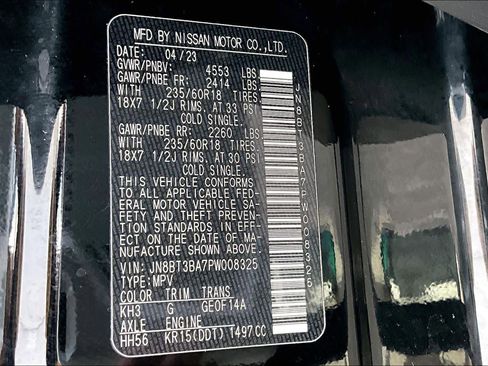 MFD BY NISSAN MOTOR CO.,LTD.
DATE: 04/23
GVWR/PNBV: 4553 LBS
GAWR/PNBE FR: 2414 LBS
WITH 235/60R18 TIRES.
18X7 1/2J RIMS. AT 33 PSI
COLD SINGLE.
GAWR/PNBE RR: 2260 LBS
WITH 235/60R18 TIRES.
18X7 1/2J RIMS. AT 30 PSI
COLD SINGLE.
THIS VEHICLE CONFORMS
TO ALL APPLICABLE FED-
ERAL MOTOR VEHICLE SA-
FETY AND THEFT PREVEN-
TION STANDARDS IN EFF-
ECT ON THE DATE OF MA-
NUFACTURE SHOWN ABOVE.
VIN: JN8BT3BA7PW008325
TYPE:MPV
COLOR TRIM TRANS
KH3 G GE0F14A
AXLE ENGINE
HH56 KR15(DDT) 1497CC
JN8BT3BA7PW008325